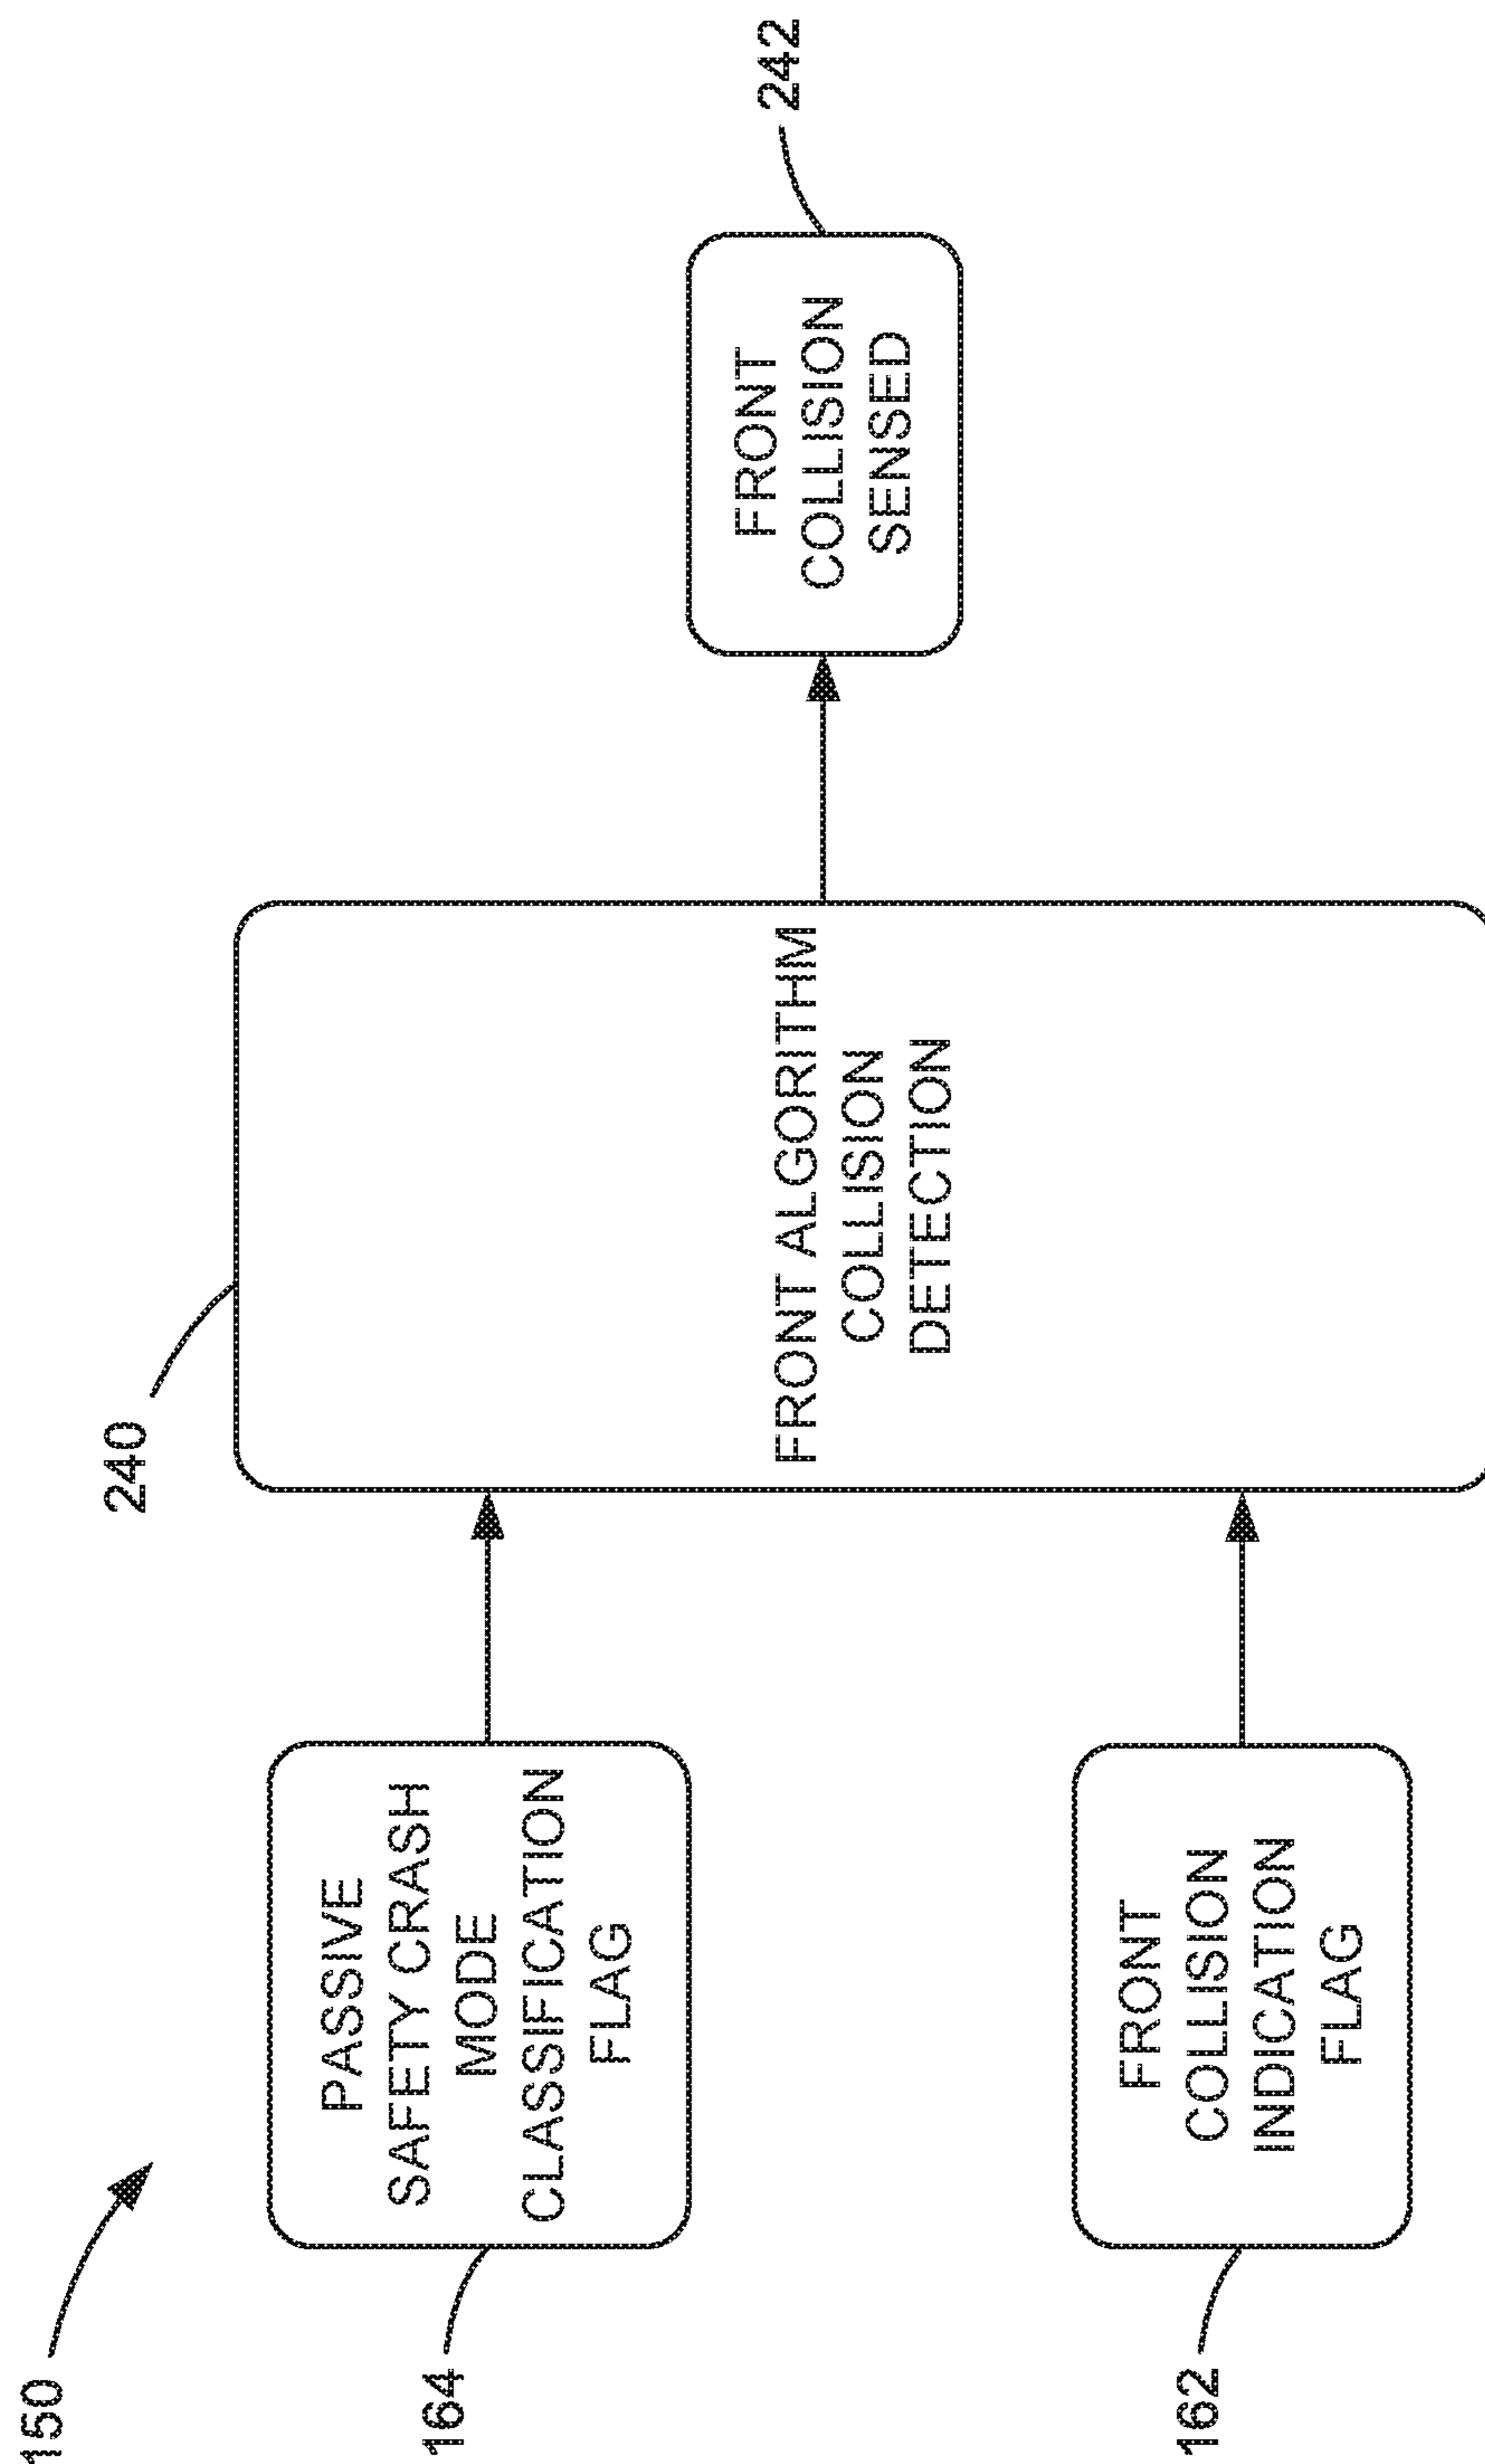 150
164
PASSIVE
SAFETY CRASH
MODE
CLASSIFICATION
FLAG
162
FRONT
COLLISION
INDICATION
FLAG
240
FRONT ALGORITHM
COLLISION
DETECTION
FRONT
COLLISION
SENSED
242